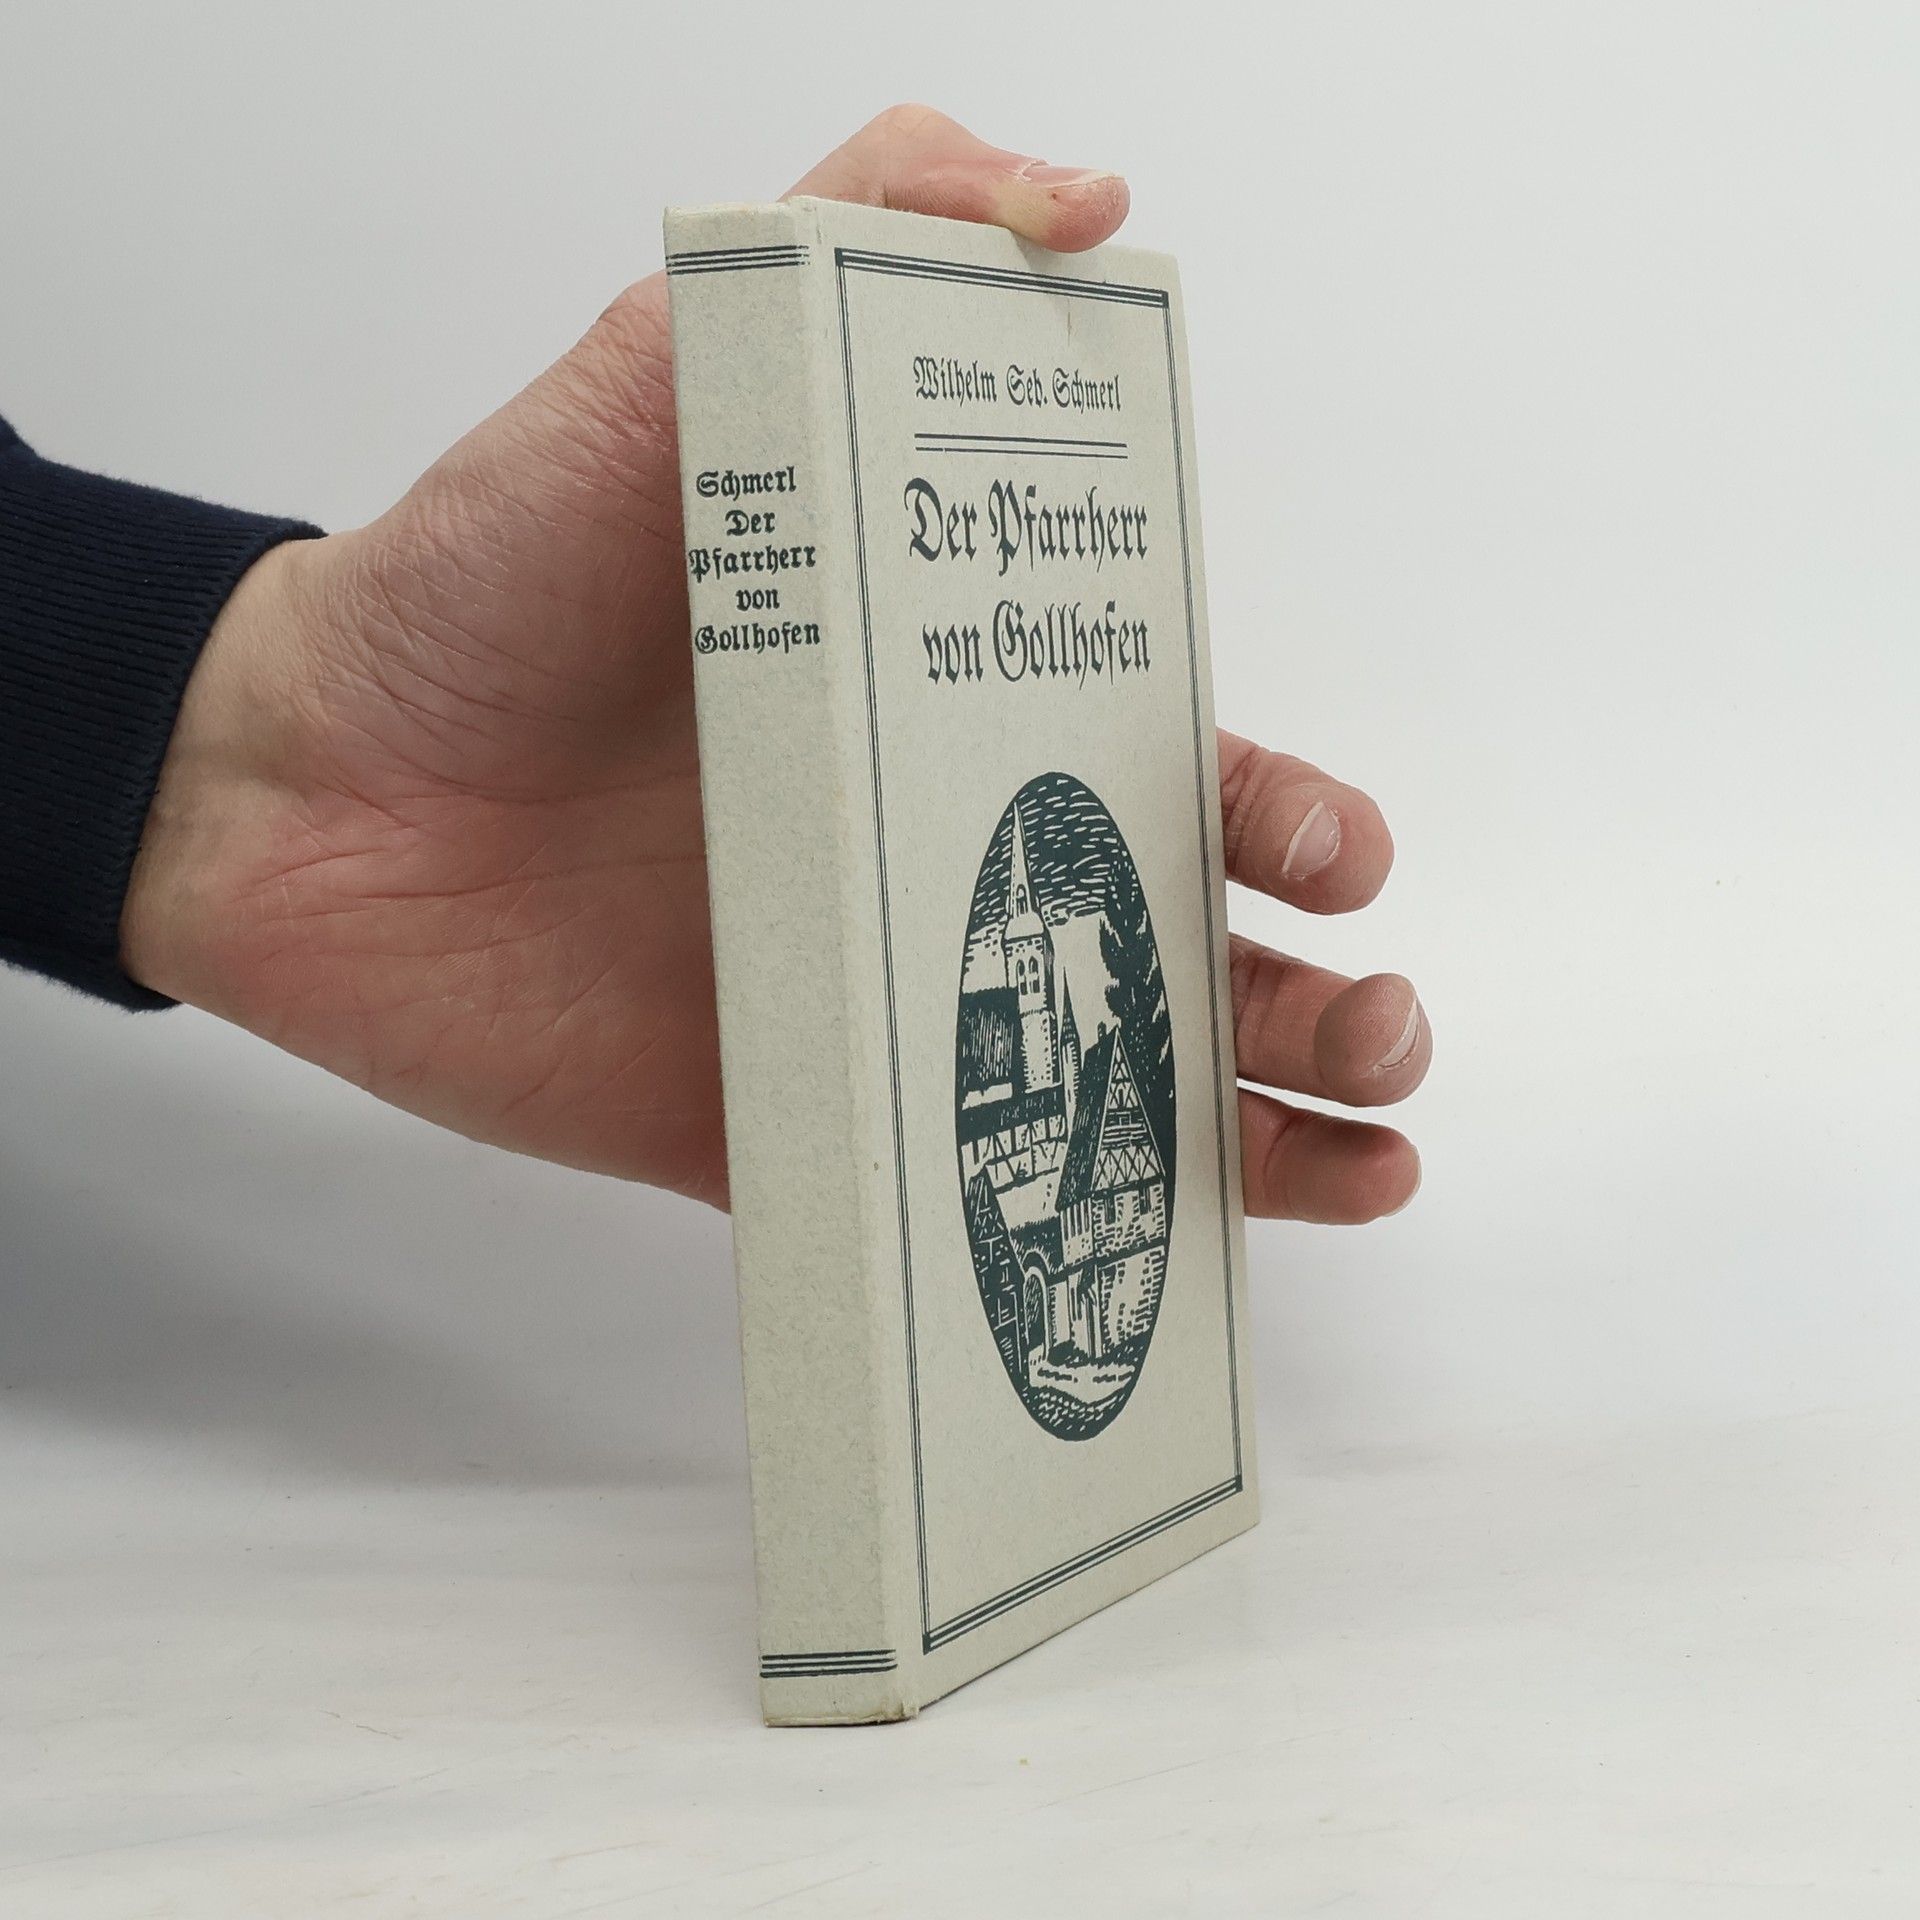 Schmerl
Der
Pfarrherr
von
Gollhofen
Wilhelm Seb. Schmerl
Der Pfarrherr
von Gollhofen